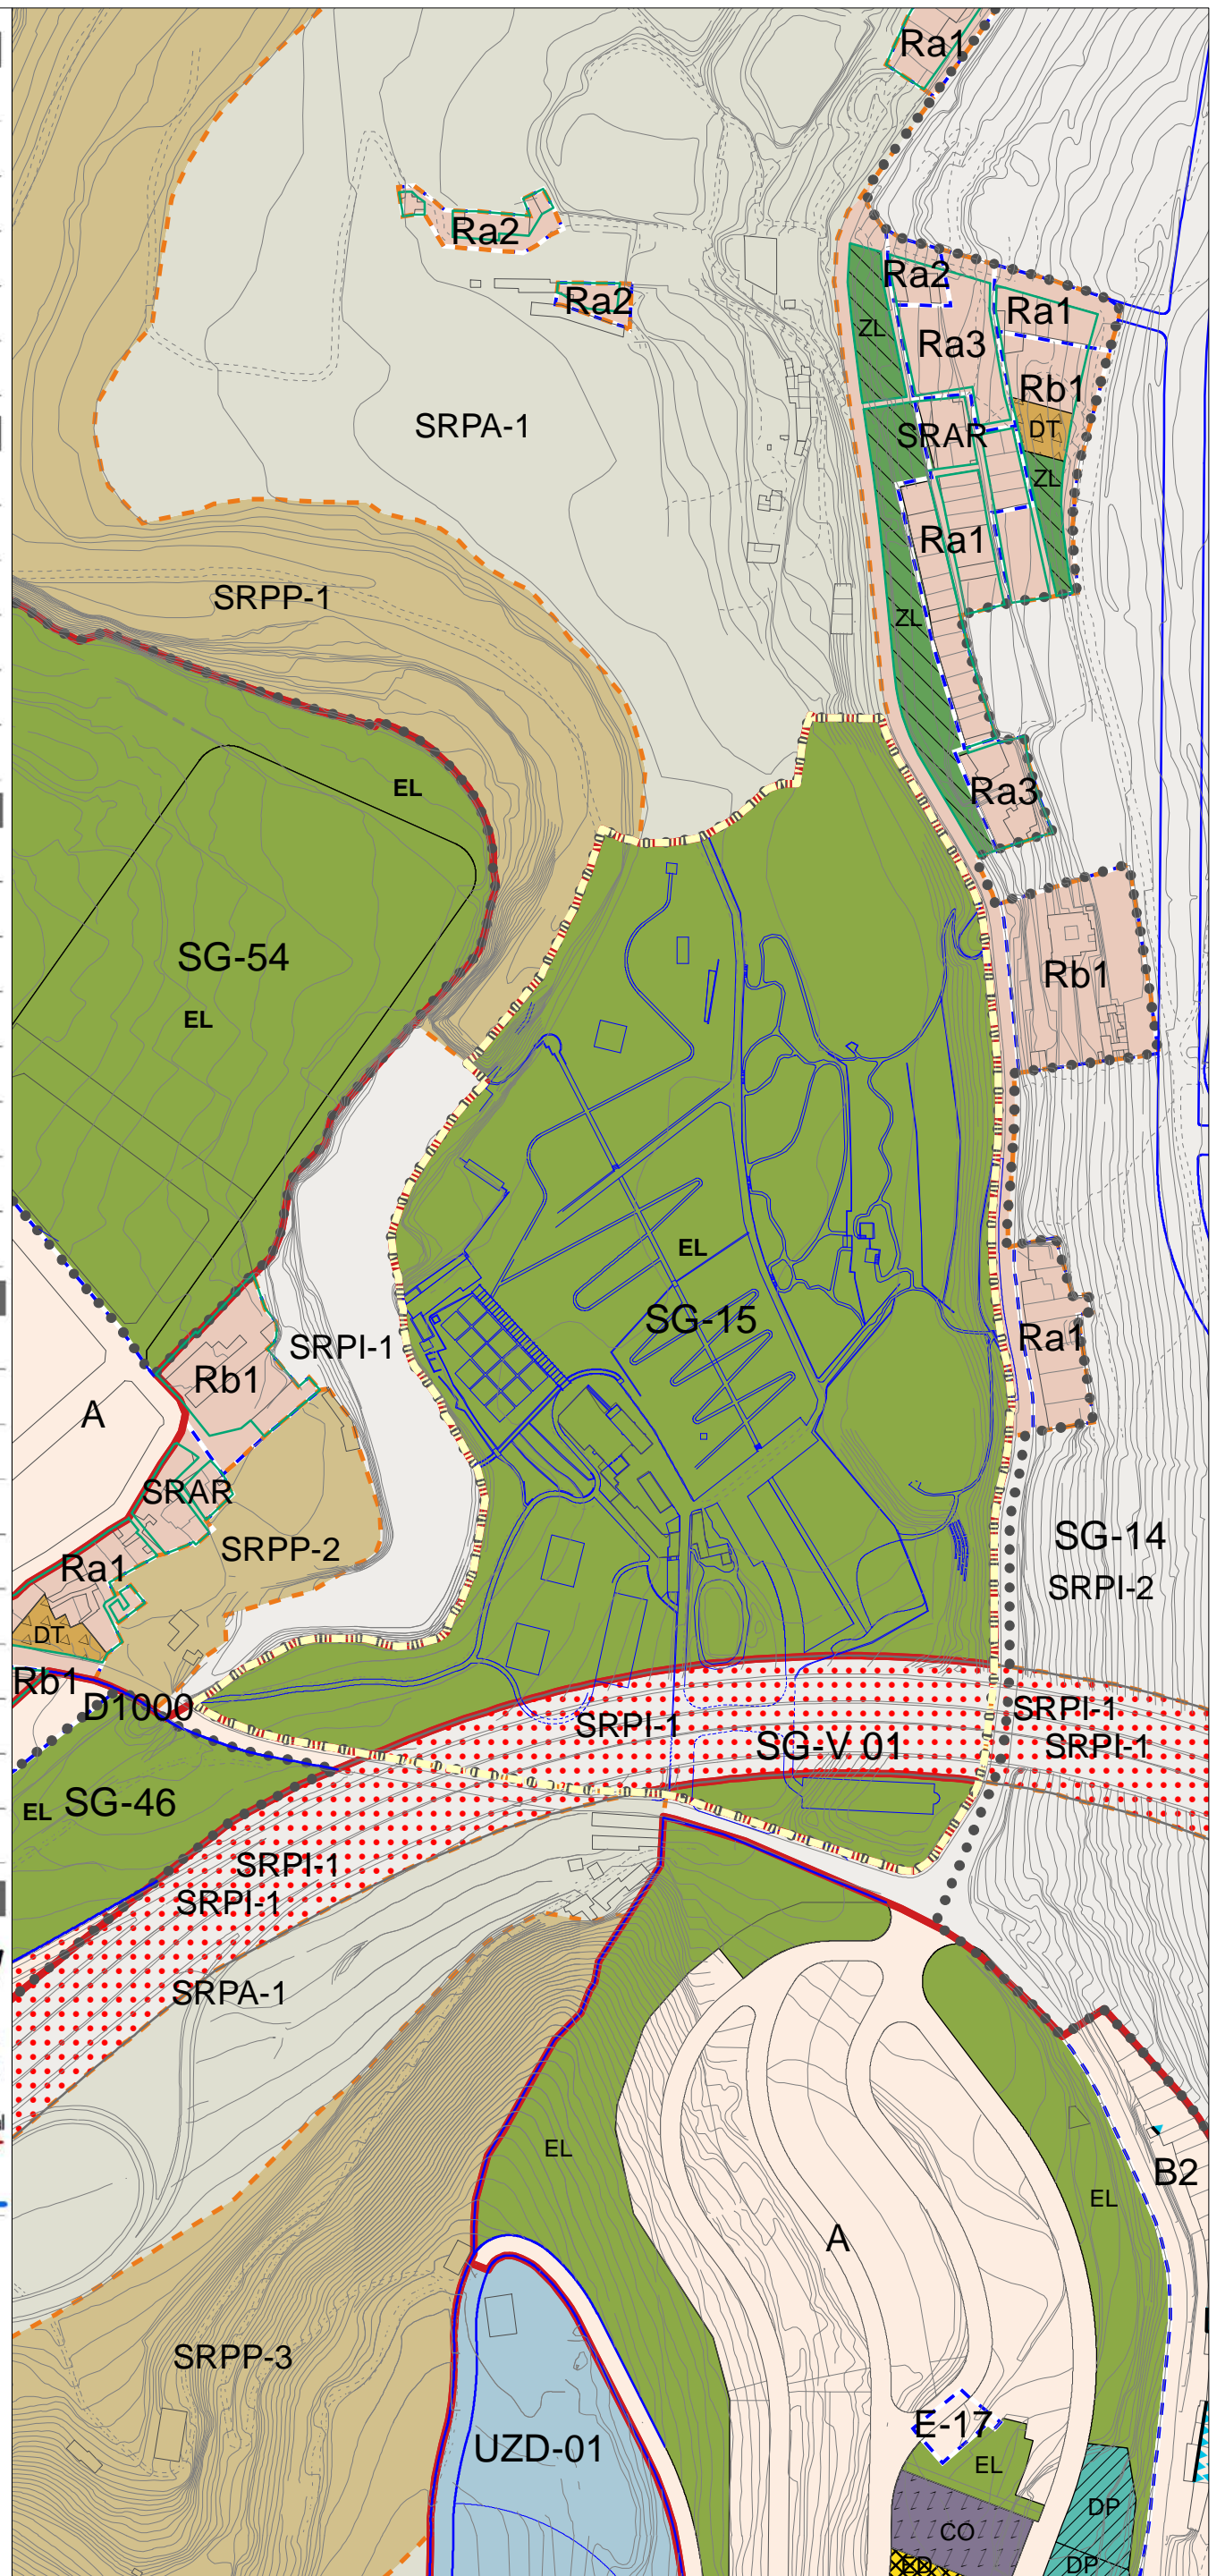 Ra1
Ra2
Ra2
Ra2
Ra1
ZL
Ra3
Rb1
SRPA-1
SRAR
DT
ZL
Ra1
SRPP-1
ZL
EL
Ra3
SG-54
Rb1
EL
EL
SG-15
SRPI-1
Ra1
Rb1
A
SRAR
SG-14
SRPP-2
Ra1
SRPI-2
DT
Rb1
D1000
SRPI-1
SRPI-1
SG-V 01
SRPI-1
EL
SG-46
SRPI-1
SRPI-1
SRPA-1
EL
B2
EL
A
SRPP-3
E-17
UZD-01
EL
DP
CO
ED
DP